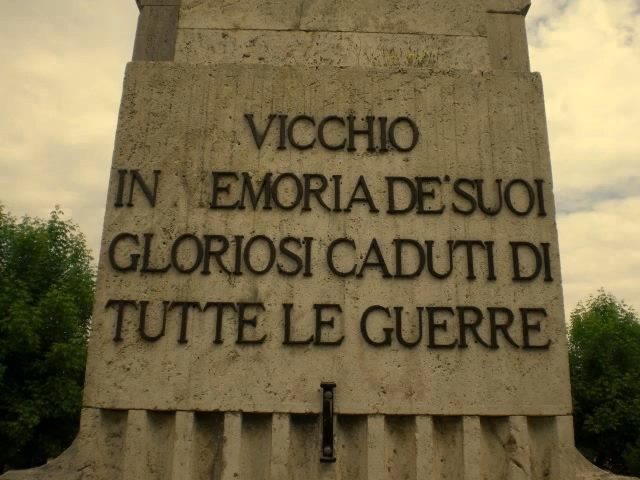 VICCHIO
IN EMORIA DE' SUOI
GLORIOSI CADUTI DI
TUTTE LE GUERRE